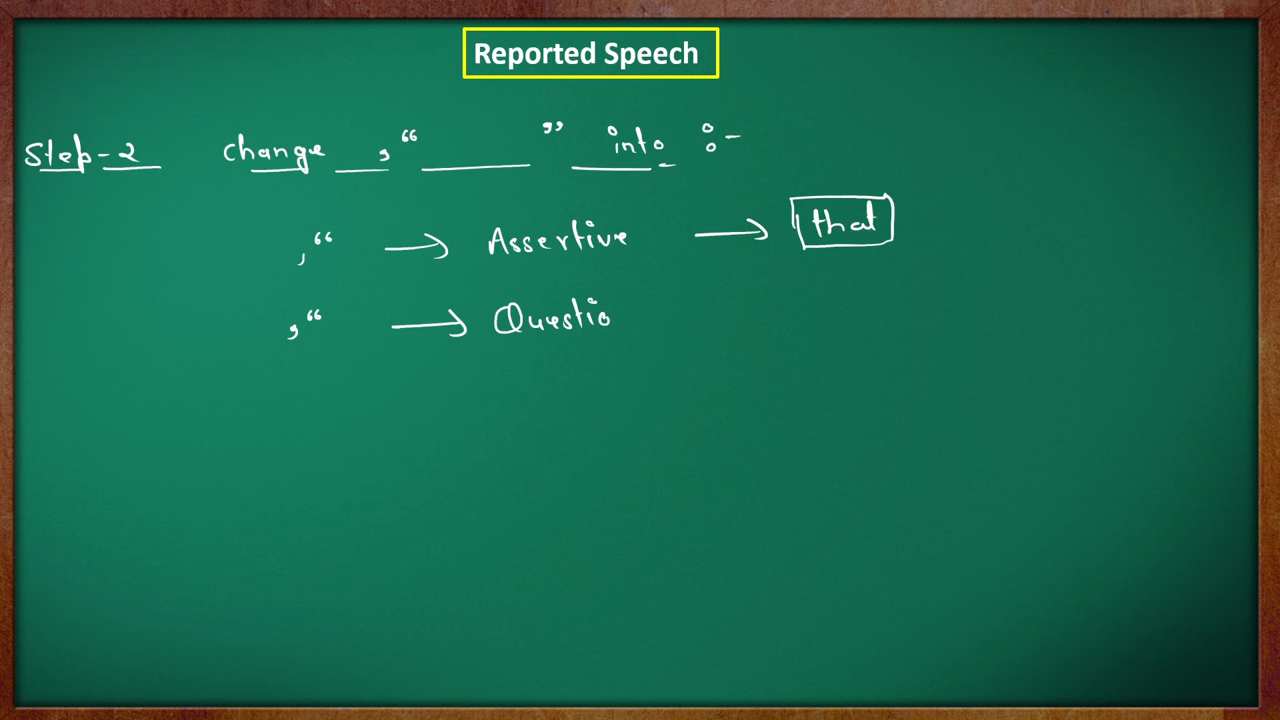 Reported Speech
Step-2 change ,“ ” into :-
,“ → Assertive → that
,“ → Questio